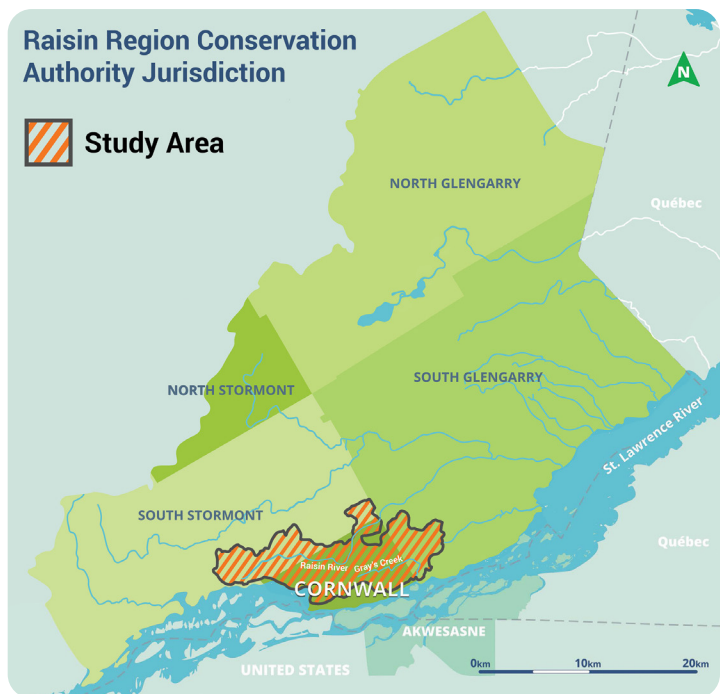 Raisin Region Conservation
Authority Jurisdiction
N
Study Area
NORTH GLENGARRY
Québec
NORTH STORMONT
SOUTH GLENGARRY
St. Lawrence River
SOUTH STORMONT
Raisin River
Gray's Creek
Québec
CORNWALL
AKWESASNE
UNITED STATES
0km
10km
20km